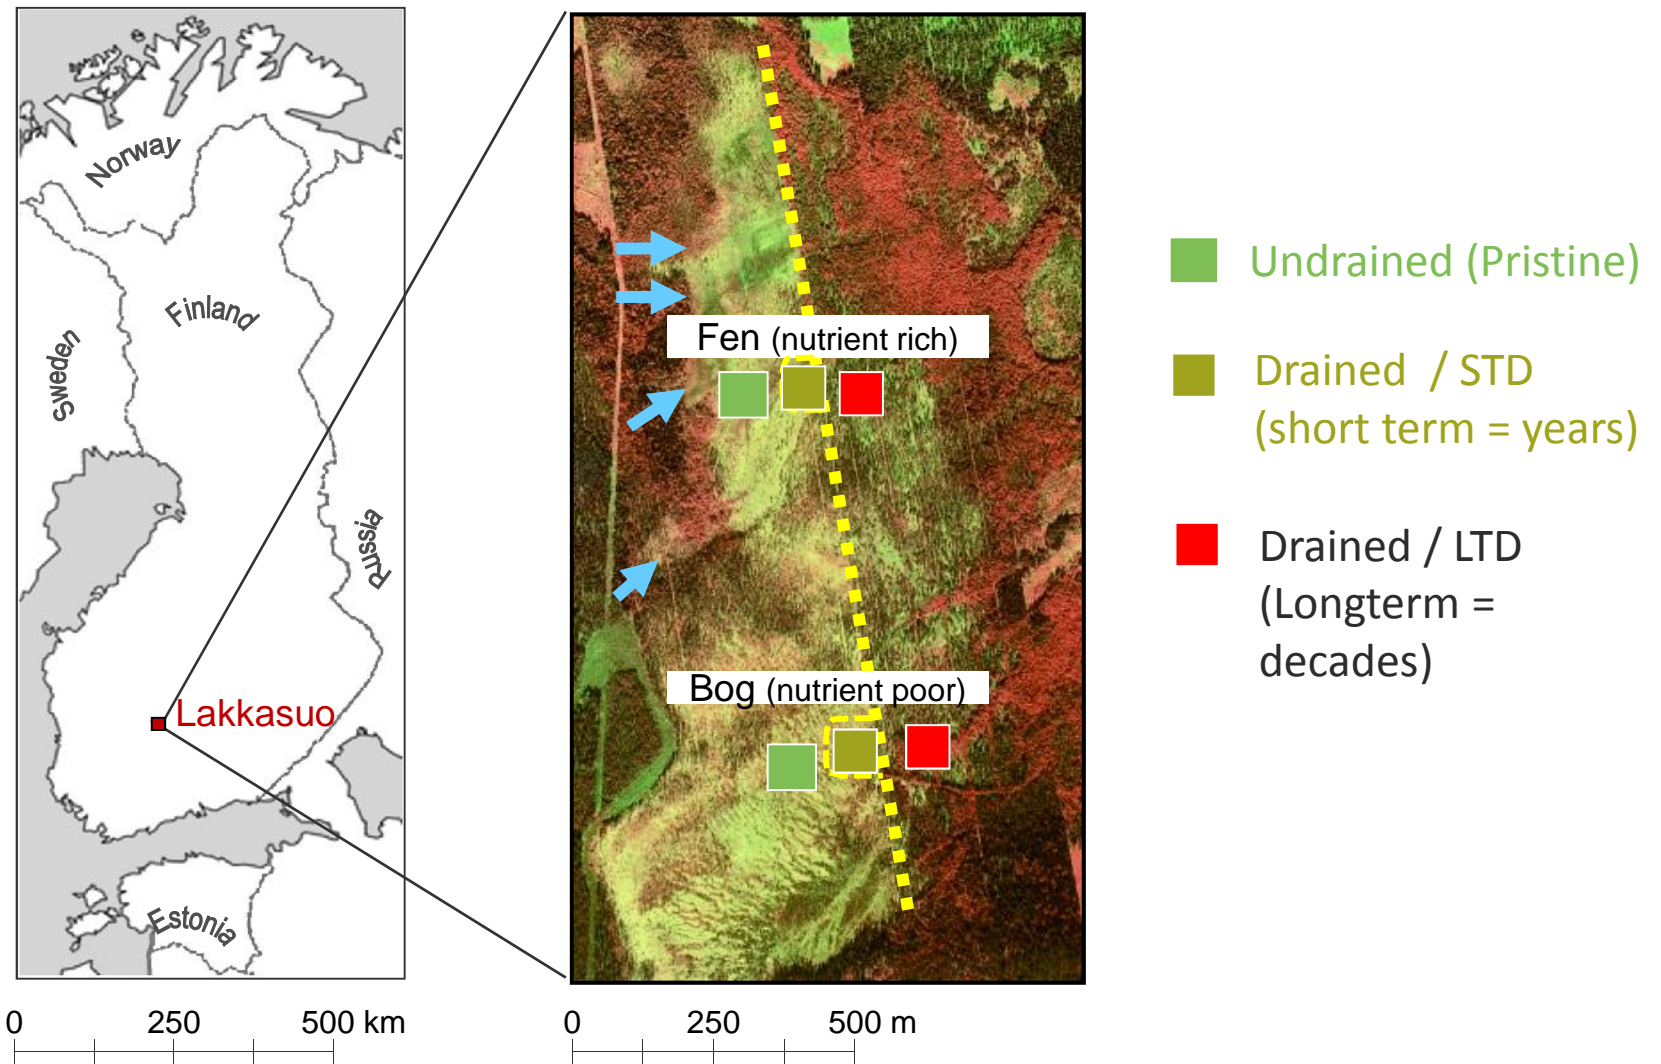 Norway
Finland
Sweden
Russia
Lakkasuo
Estonia
0 250 500 km
Fen (nutrient rich)
Bog (nutrient poor)
0 250 500 m
Undrained (Pristine)
Drained / STD
(short term = years)
Drained / LTD
(Longterm =
decades)